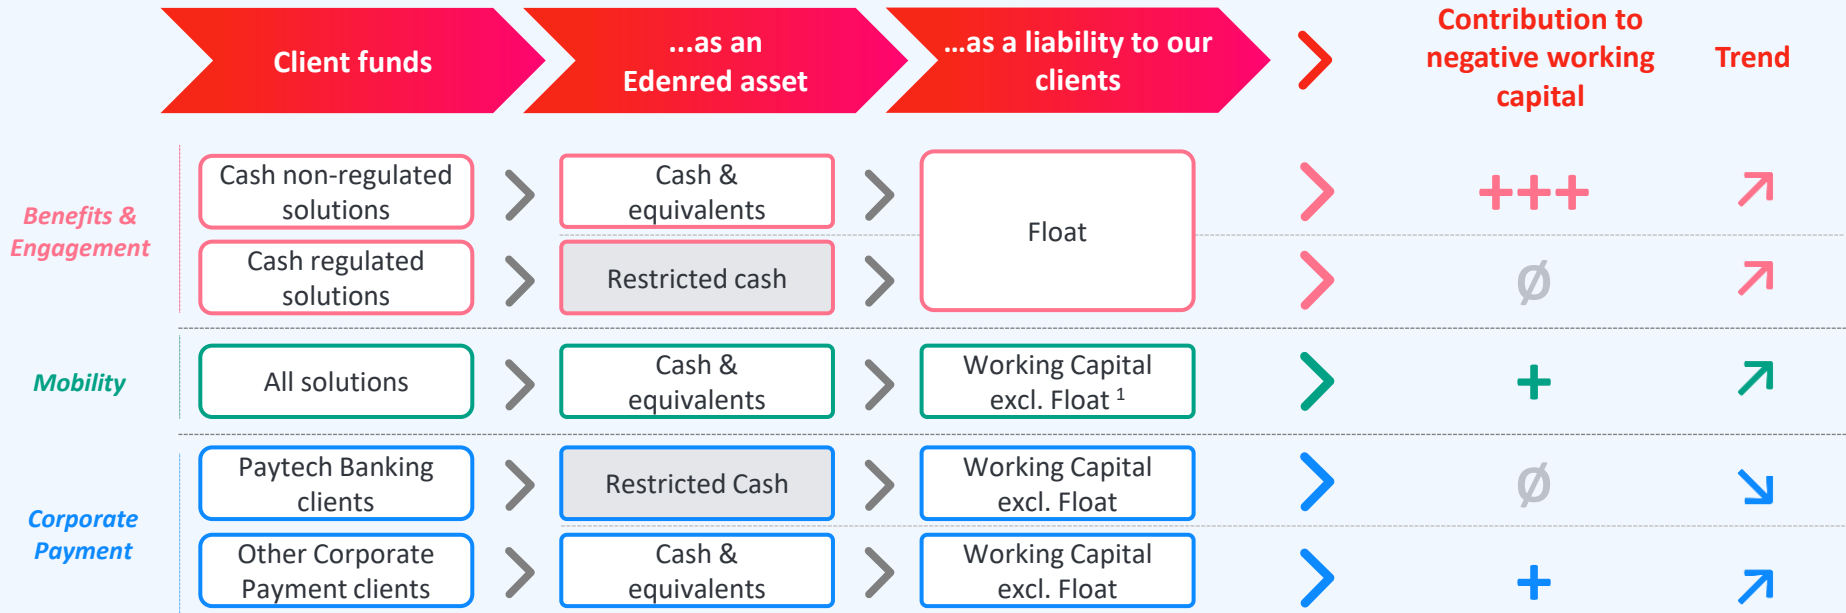 Client funds
...as an
Edenred asset
...as a liability to our
clients
Contribution to
negative working
capital
Trend
Benefits &
Engagement
Cash non-regulated
solutions
Cash &
equivalents
Float
+++
Cash regulated
solutions
Restricted cash
Ø
Mobility
All solutions
Cash &
equivalents
Working Capital
excl. Float 1
+
Corporate
Payment
Paytech Banking
clients
Restricted Cash
Working Capital
excl. Float
Ø
Other Corporate
Payment clients
Cash &
equivalents
Working Capital
excl. Float
+